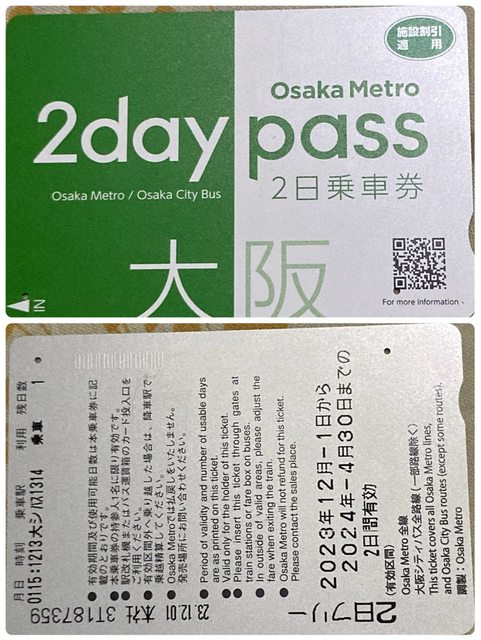 施設割引
適用
Osaka Metro
2day pass
2日乗車券
Osaka Metro / Osaka City Bus
大阪
IN
For more information
月日 時刻 乗車駅 利用 残日数
0115:1213大シバス1314 乗車 1
●有効期間及び使用可能日数は本乗車券に記
載のとおりです。
●本乗車券の持参人1名に限り有効です。
●駅改札機またはバス運賃箱のカード投入口を
ご利用ください。
●有効区間外へ乗り越した場合は、降車駅で
乗越精算してください。
●Osaka Metroでは払戻しをいたしません。
発売場所にお問い合わせください。
●Period of validity and number of usable days
are as printed on this ticket.
●Valid only for the holder of this ticket.
●Please insert this ticket through gates at
train stations or fare box on buses.
●In outside of valid areas, please adjust the
fare when exiting the train.
●Osaka Metro will not refund for this ticket.
Please contact the sales place.
2023年12月-1日から
2024年-4月30日までの
2日間有効
(有効区間)
Osaka Metro 全線
大阪シティバス全路線(一部路線除く)
This ticket covers all Osaka Metro lines,
and Osaka City Bus routes (except some routes).
調製:Osaka Metro
2日フリー
23.12.01 本社 3T187359